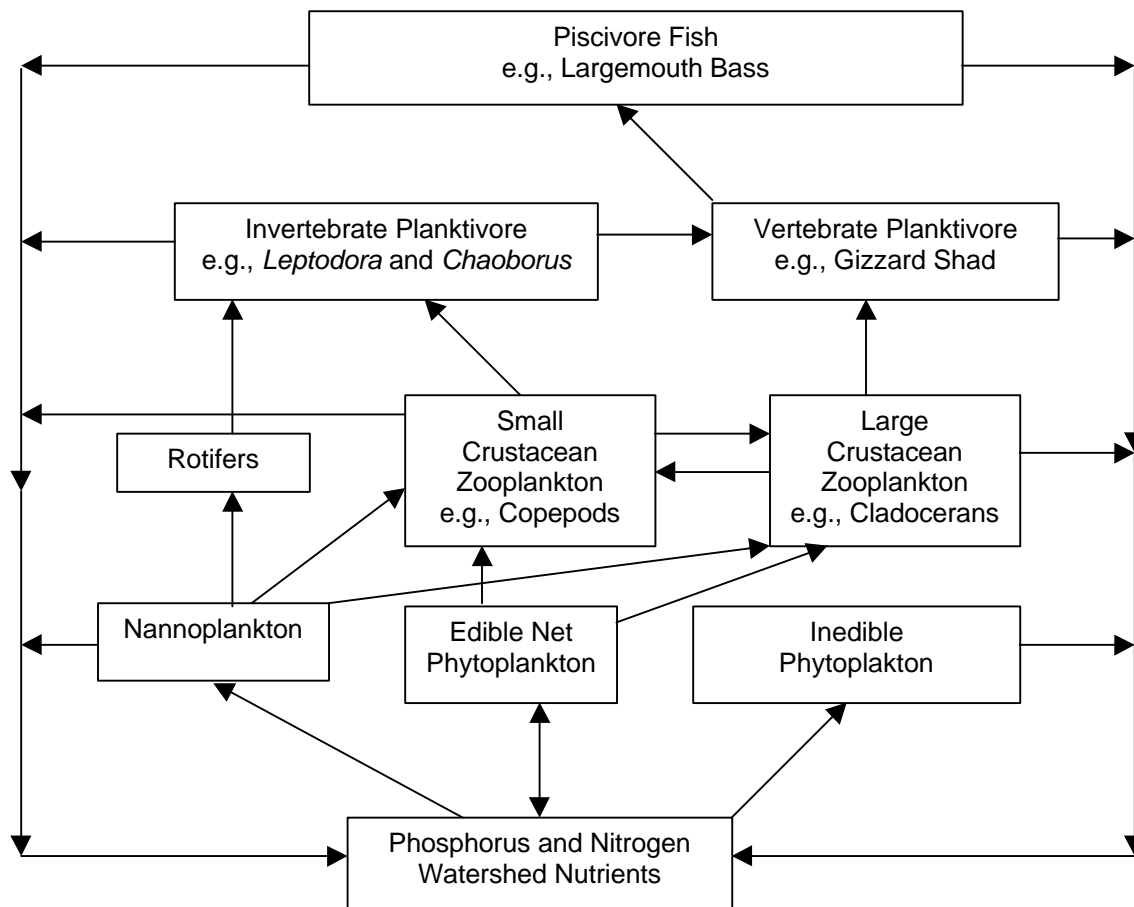 Piscivore Fish
e.g., Largemouth Bass
Invertebrate Planktivore
e.g., Leptodora and Chaoborus
Vertebrate Planktivore
e.g., Gizzard Shad
Rotifers
Small
Crustacean
Zooplankton
e.g., Copepods
Large
Crustacean
Zooplankton
e.g., Cladocerans
Nannoplankton
Edible Net
Phytoplankton
Inedible
Phytoplakton
Phosphorus and Nitrogen
Watershed Nutrients